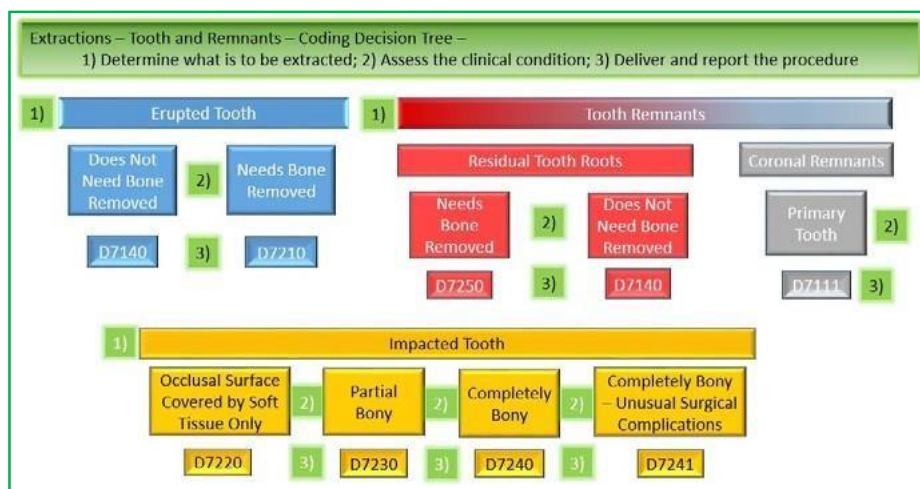 Extractions – Tooth and Remnants – Coding Decision Tree –
1) Determine what is to be extracted; 2) Assess the clinical condition; 3) Deliver and report the procedure
1)
Erupted Tooth
Does Not
Need Bone
Removed
2)
Needs Bone
Removed
D7140
3)
D7210
1)
Tooth Remnants
Residual Tooth Roots
Needs
Bone
Removed
2)
Does Not
Need Bone
Removed
D7250
3)
D7140
Coronal Remnants
Primary
Tooth
2)
D7111
3)
1)
Impacted Tooth
Occlusal Surface
Covered by Soft
Tissue Only
2)
Partial
Bony
2)
Completely
Bony
2)
Completely Bony
– Unusual Surgical
Complications
D7220
3)
D7230
3)
D7240
3)
D7241